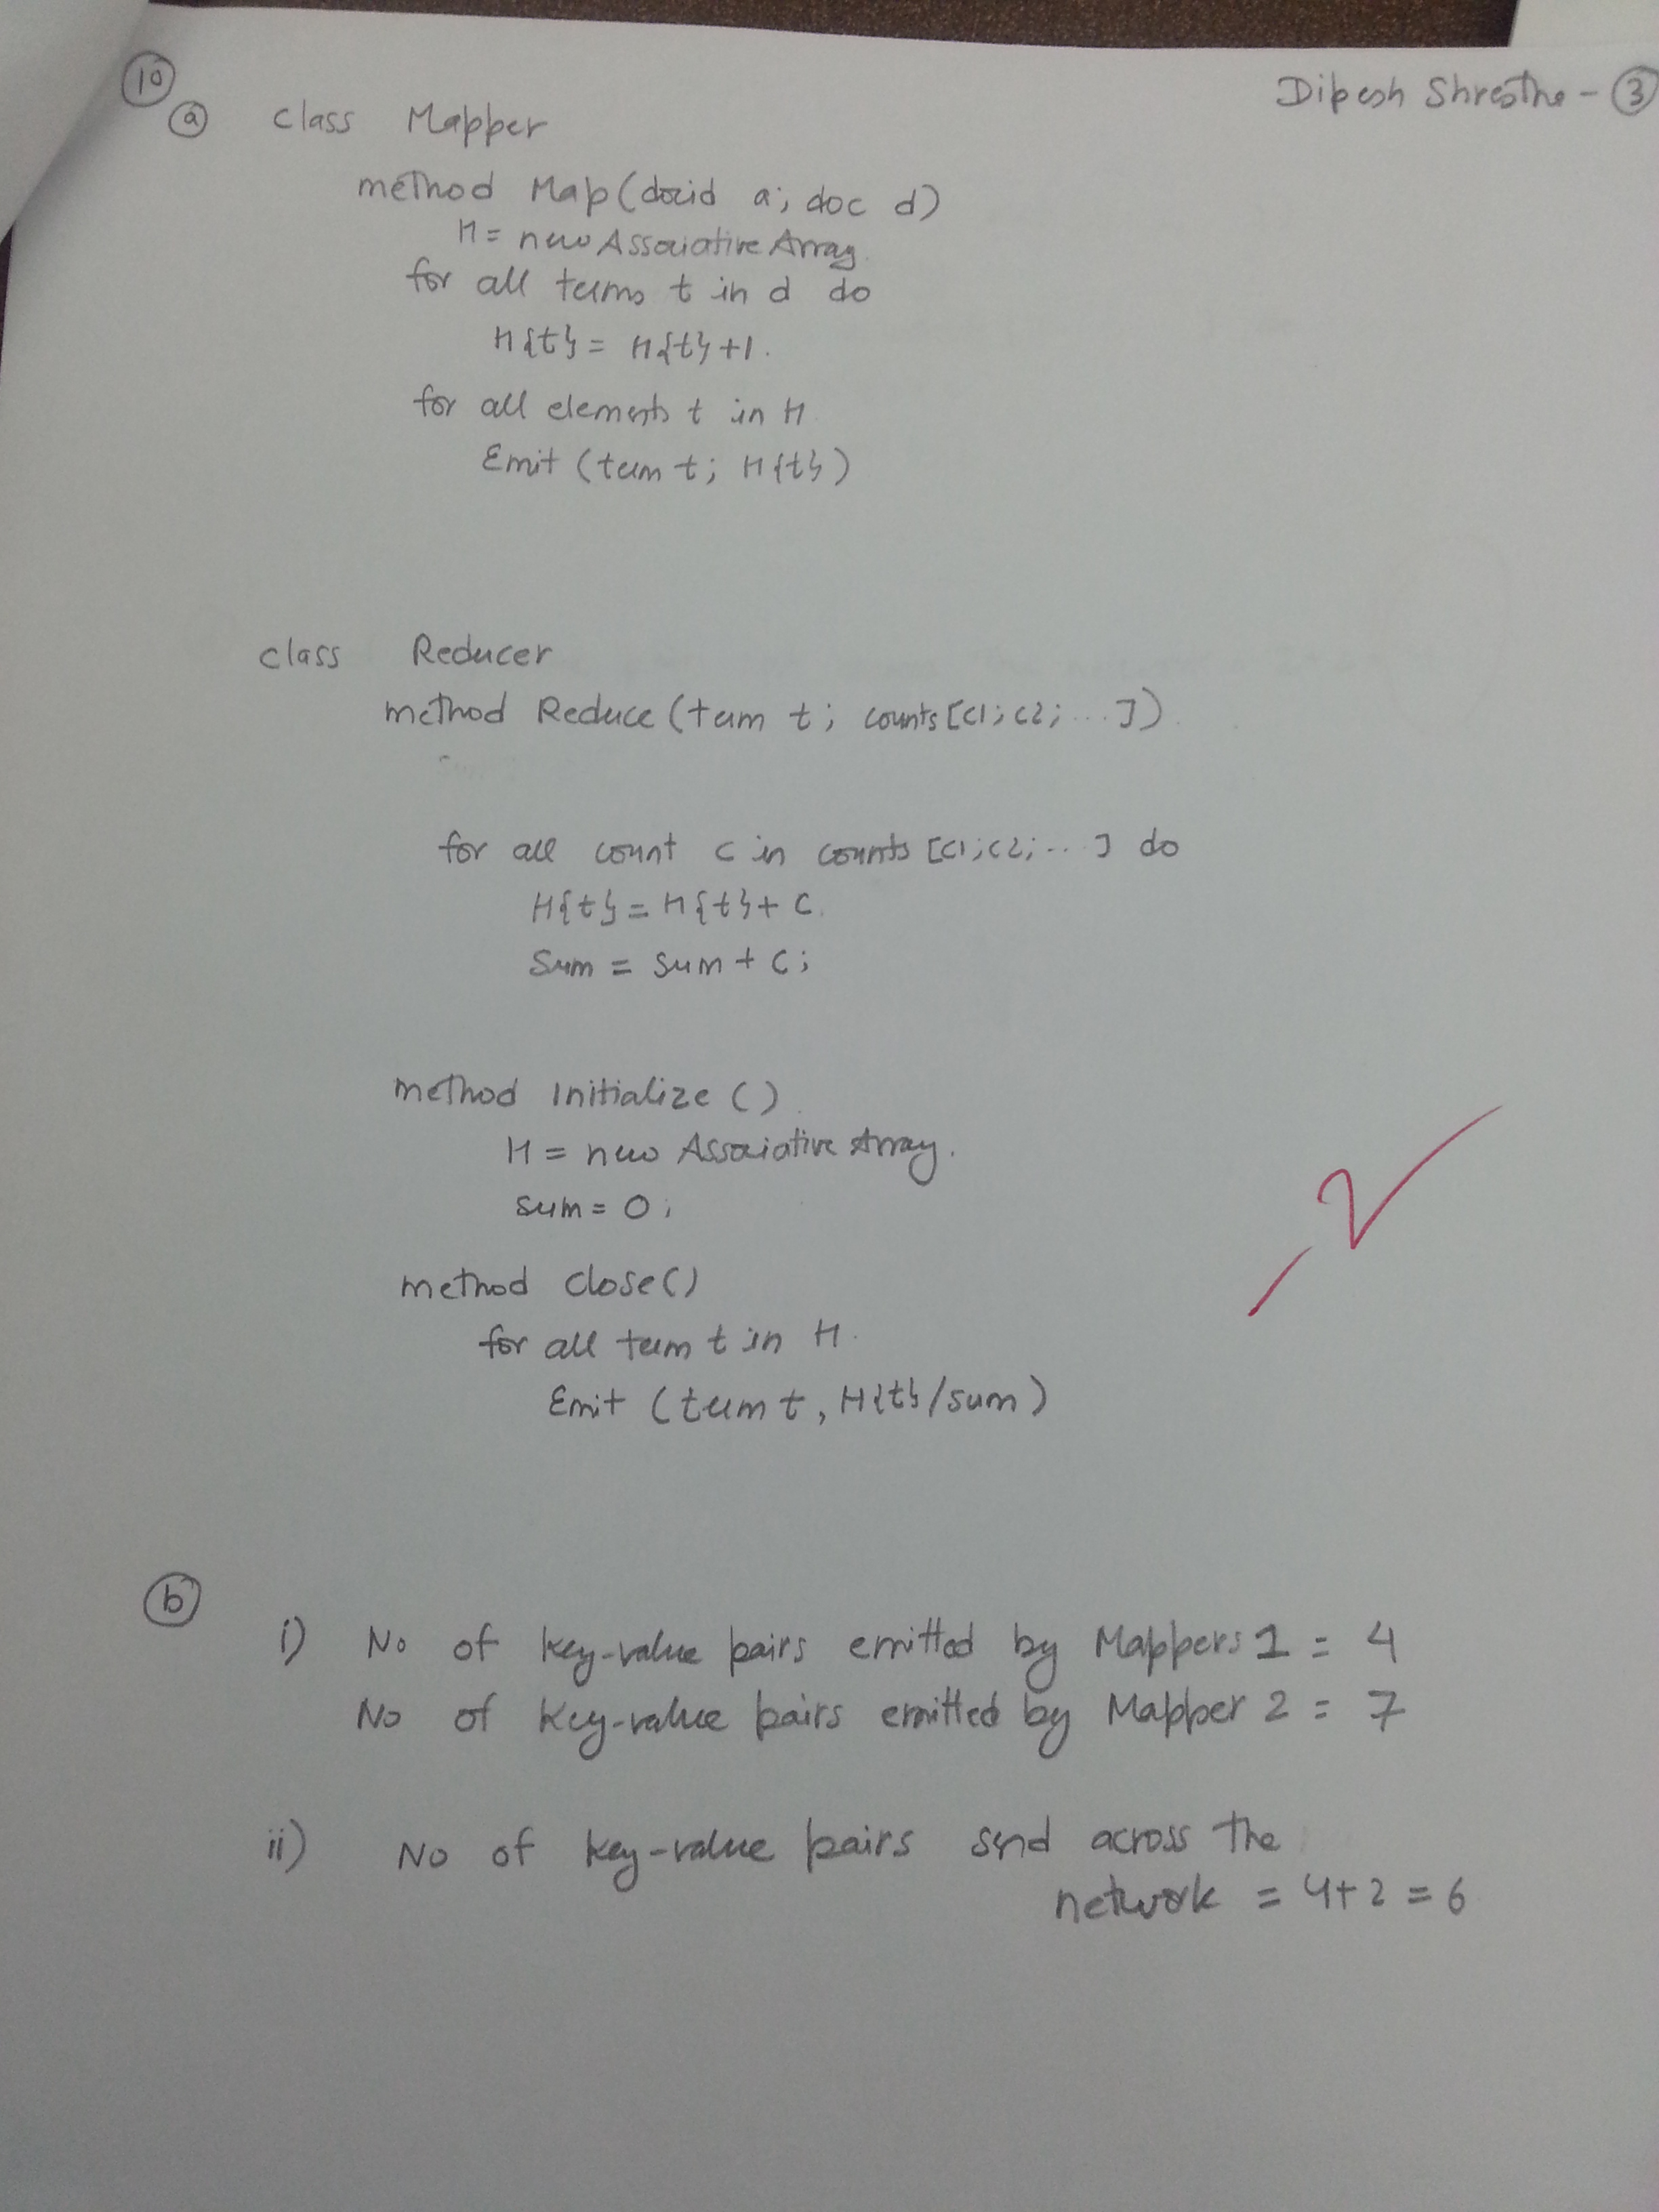 10
Dipesh Shrestha - 3
a class Mapper
method Map(docid a; doc d)
H = new Associative Array
for all terms t in d do
H{t} = H{t} + 1.
for all elements t in H
Emit (term t; H{t})
class Reducer
method Reduce (term t; counts [c1; c2; ... ])
for all count c in counts [c1; c2; ... ] do
H{t} = H{t} + c
sum = sum + c;
method Initialize ()
H = new Associative Array.
sum = 0;
method close()
for all term t in H.
Emit (term t, H{t}/sum)
-2
b
i) No of key-value pairs emitted by Mappers 1 = 4
No of key-value pairs emitted by Mapper 2 = 7
ii) No of key-value pairs send across the
network = 4+2 = 6